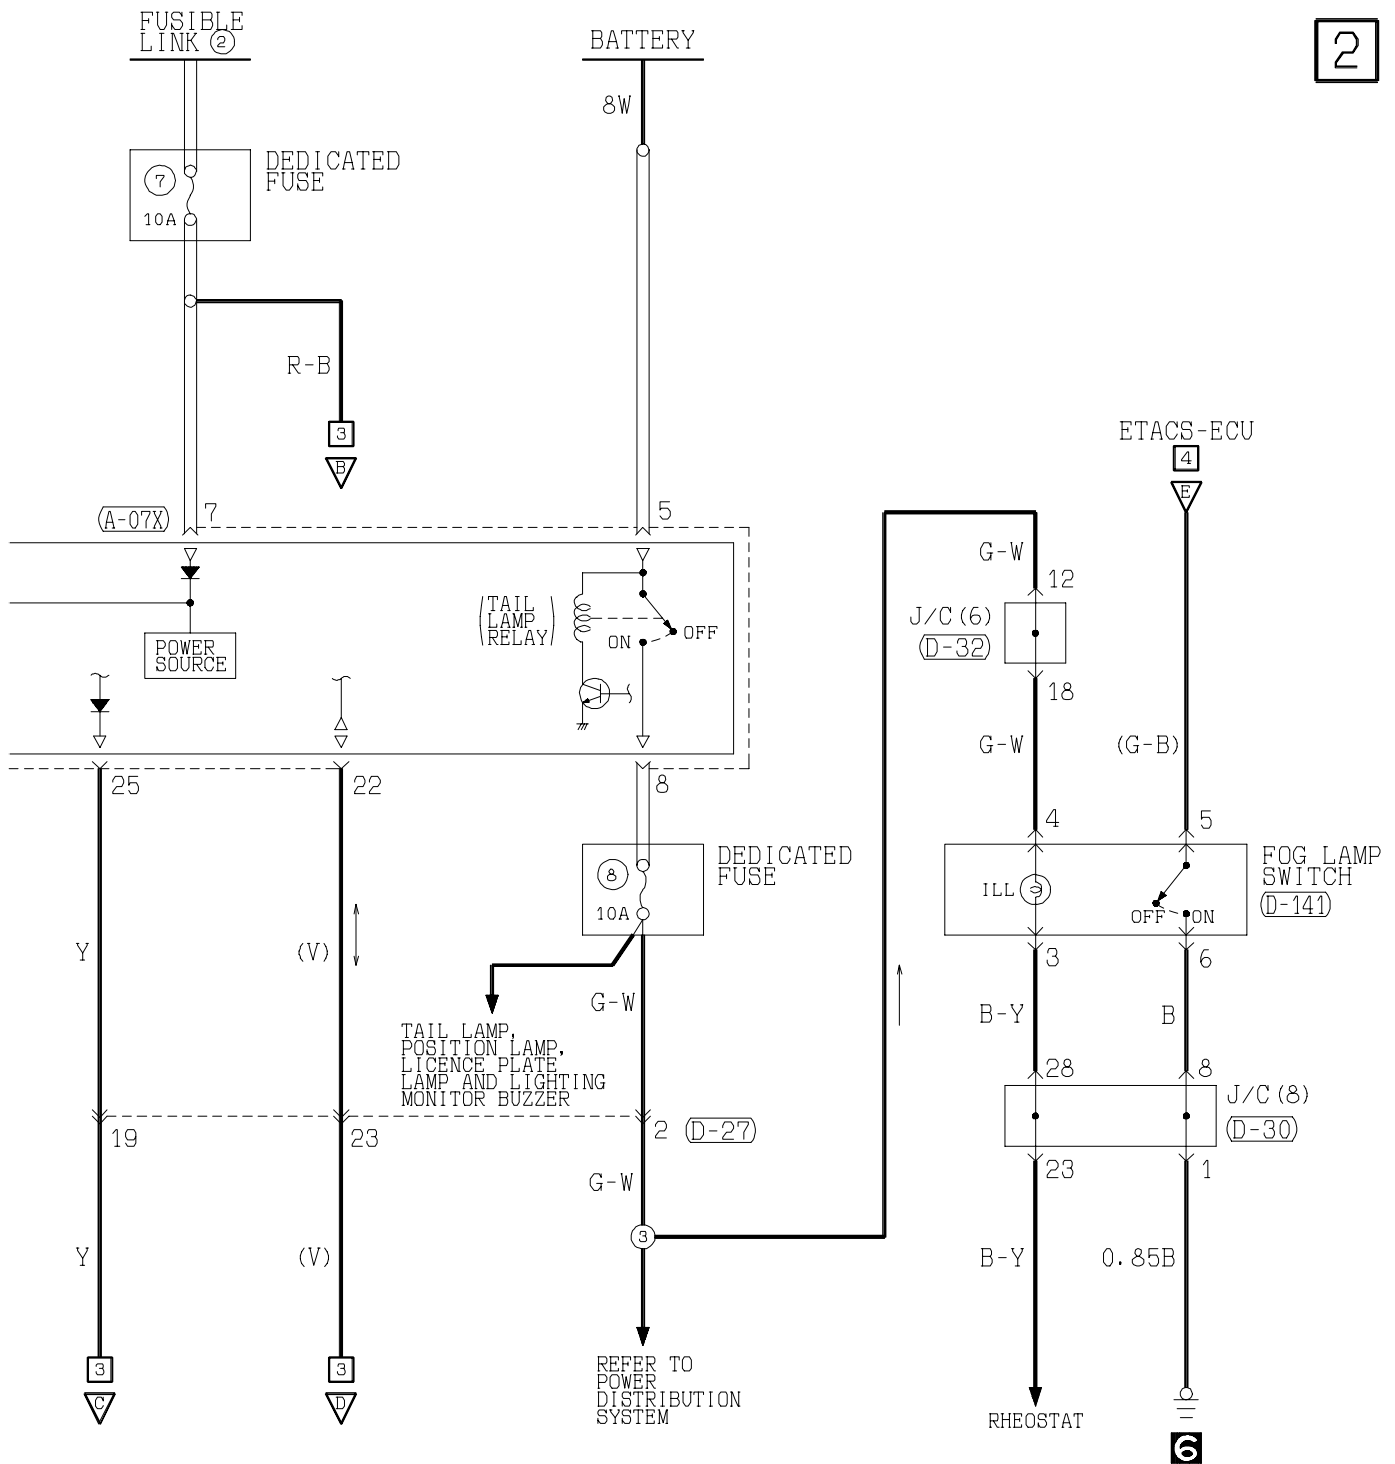 FUSIBLE
LINK 2
BATTERY
2
8W
7
10A
DEDICATED
FUSE
R-B
3
B
ETACS-ECU
4
E
(A-07X)
7
5
G-W
12
(TAIL
LAMP
RELAY)
OFF
ON
J/C(6)
(D-32)
POWER
SOURCE
18
G-W
(G-B)
25
22
8
4
5
8
10A
DEDICATED
FUSE
ILL
OFF
ON
FOG LAMP
SWITCH
(D-141)
Y
(V)
3
6
G-W
B-Y
B
TAIL LAMP,
POSITION LAMP,
LICENCE PLATE
LAMP AND LIGHTING
MONITOR BUZZER
28
8
J/C(8)
(D-30)
19
23
2
(D-27)
23
1
G-W
3
Y
(V)
B-Y
0.85B
3
C
3
D
REFER TO
POWER
DISTRIBUTION
SYSTEM
RHEOSTAT
6